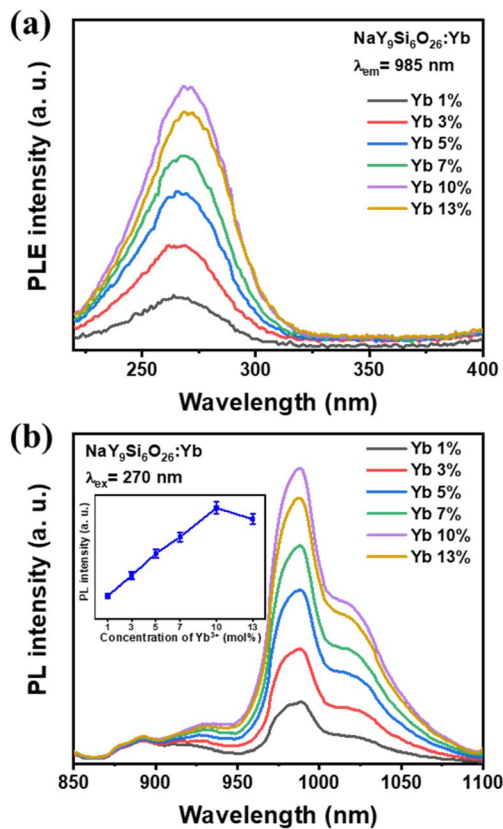 (a)
NaY₉Si₆O₂₆:Yb
λem= 985 nm
Yb 1%
Yb 3%
Yb 5%
Yb 7%
Yb 10%
Yb 13%
PLE intensity (a. u.)
250 300 350 400
Wavelength (nm)
(b)
NaY₉Si₆O₂₆:Yb
λex= 270 nm
Yb 1%
Yb 3%
Yb 5%
Yb 7%
Yb 10%
Yb 13%
PL intensity (a. u.)
1 3 5 7 10 13
Concentration of Yb³⁺ (mol%)
PL intensity (a. u.)
850 900 950 1000 1050 1100
Wavelength (nm)